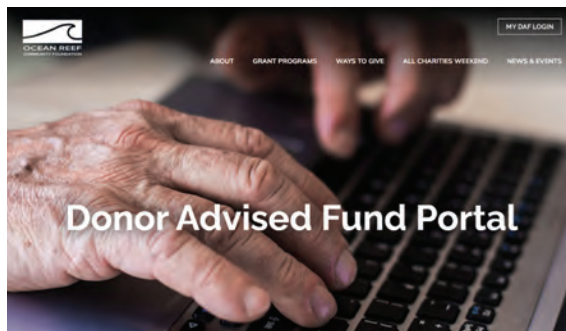 OCEAN REEF
COMMUNITY FOUNDATION
MY DAF LOGIN
ABOUT GRANT PROGRAMS WAYS TO GIVE ALL CHARITIES WEEKEND NEWS & EVENTS
Donor Advised Fund Portal